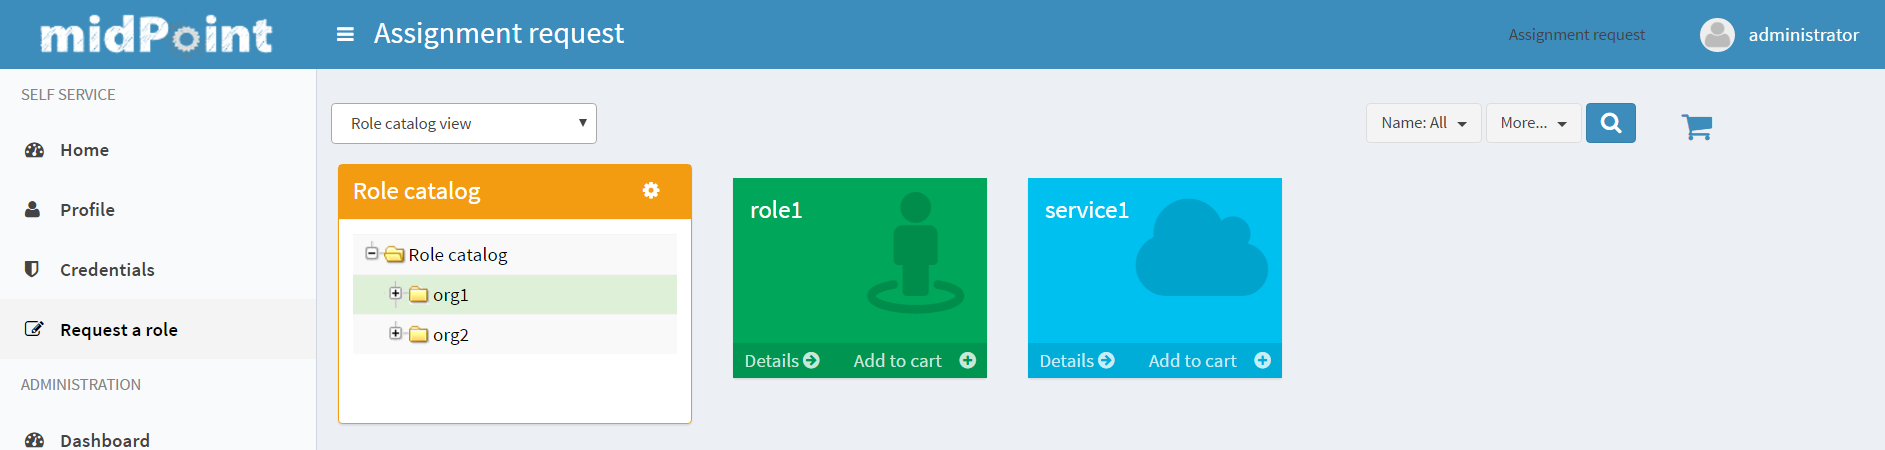 midPoint
Assignment request
Assignment request
administrator
SELF SERVICE
Home
Profile
Credentials
Request a role
ADMINISTRATION
Dashboard
Role catalog view
Name: All
More...
Role catalog
Role catalog
org1
org2
role1
Details
Add to cart
service1
Details
Add to cart